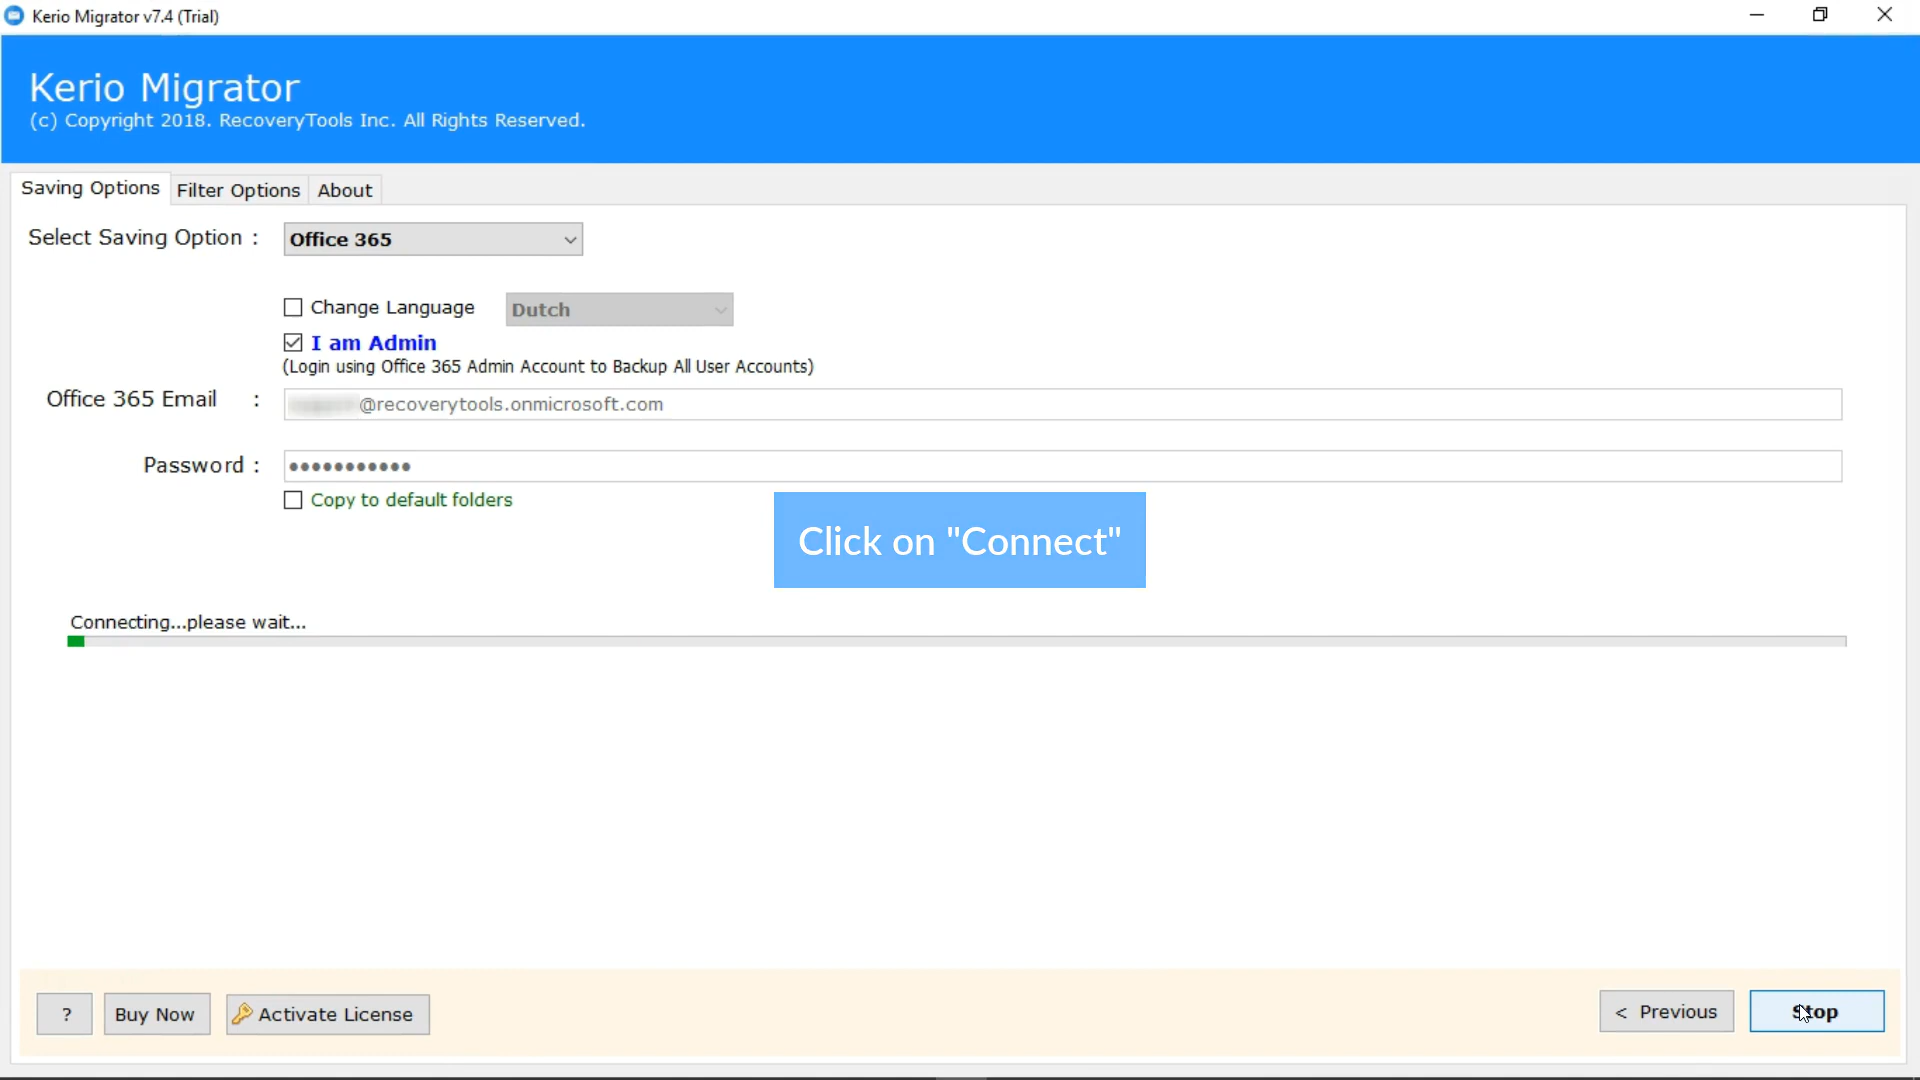 Kerio Migrator v7.4 (Trial)
Kerio Migrator
(c) Copyright 2018. RecoveryTools Inc. All Rights Reserved.
Saving Options Filter Options About
Select Saving Option : Office 365
Change Language Dutch
I am Admin
(Login using Office 365 Admin Account to Backup All User Accounts)
Office 365 Email : @recoverytools.onmicrosoft.com
Password : •••••••••••
Copy to default folders
Click on "Connect"
Connecting...please wait...
? Buy Now Activate License < Previous Stop